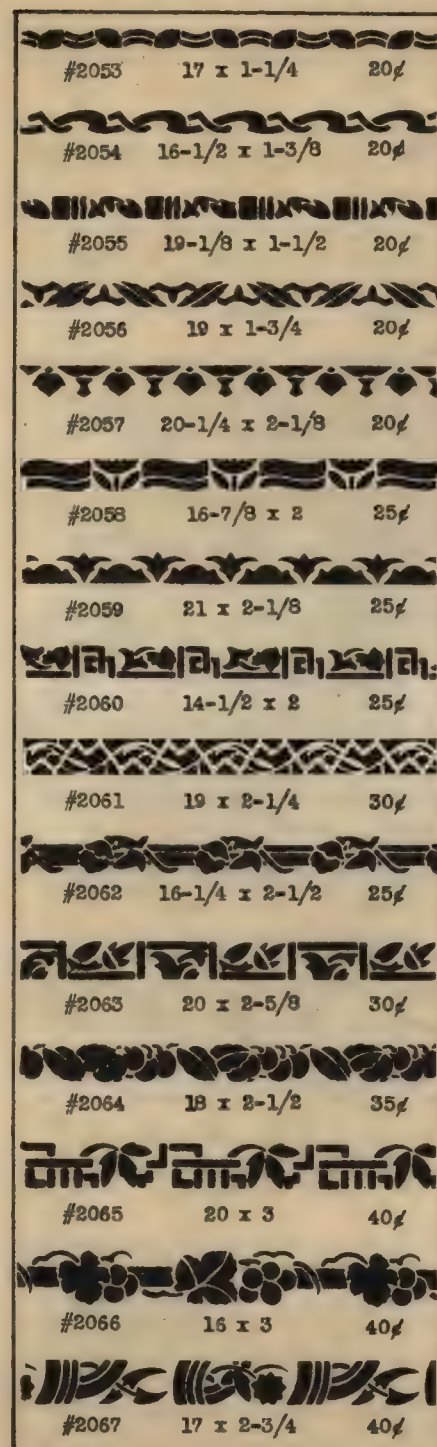 #2053 17 x 1-1/4 20¢
#2054 16-1/2 x 1-3/8 20¢
#2055 19-1/8 x 1-1/2 20¢
#2056 19 x 1-3/4 20¢
#2057 20-1/4 x 2-1/8 20¢
#2058 16-7/8 x 2 25¢
#2059 21 x 2-1/8 25¢
#2060 14-1/2 x 2 25¢
#2061 19 x 2-1/4 30¢
#2062 16-1/4 x 2-1/2 25¢
#2063 20 x 2-5/8 30¢
#2064 18 x 2-1/2 35¢
#2065 20 x 3 40¢
#2066 16 x 3 40¢
#2067 17 x 2-3/4 40¢